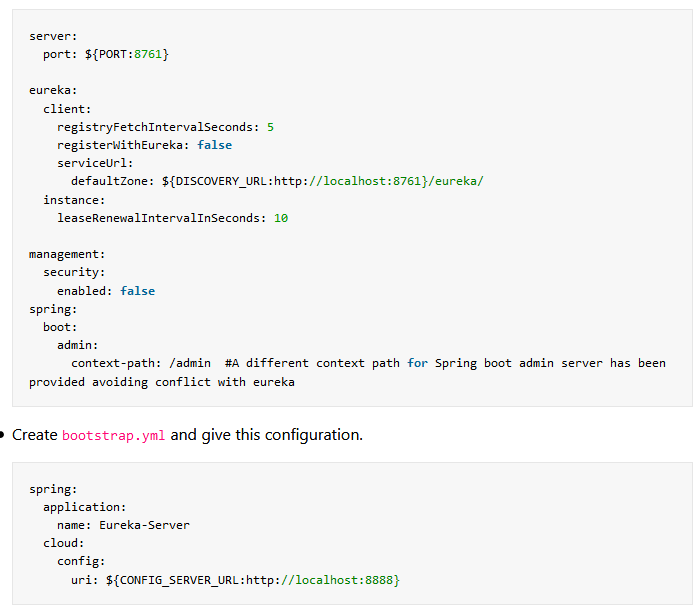 server:
  port: ${PORT:8761}

eureka:
  client:
    registryFetchIntervalSeconds: 5
    registerWithEureka: false
    serviceUrl:
      defaultZone: ${DISCOVERY_URL:http://localhost:8761}/eureka/
  instance:
    leaseRenewalIntervalInSeconds: 10

management:
  security:
    enabled: false
spring:
  boot:
    admin:
      context-path: /admin  #A different context path for Spring boot admin server has been
provided avoiding conflict with eureka
• Create bootstrap.yml and give this configuration.
spring:
  application:
    name: Eureka-Server
  cloud:
    config:
      uri: ${CONFIG_SERVER_URL:http://localhost:8888}